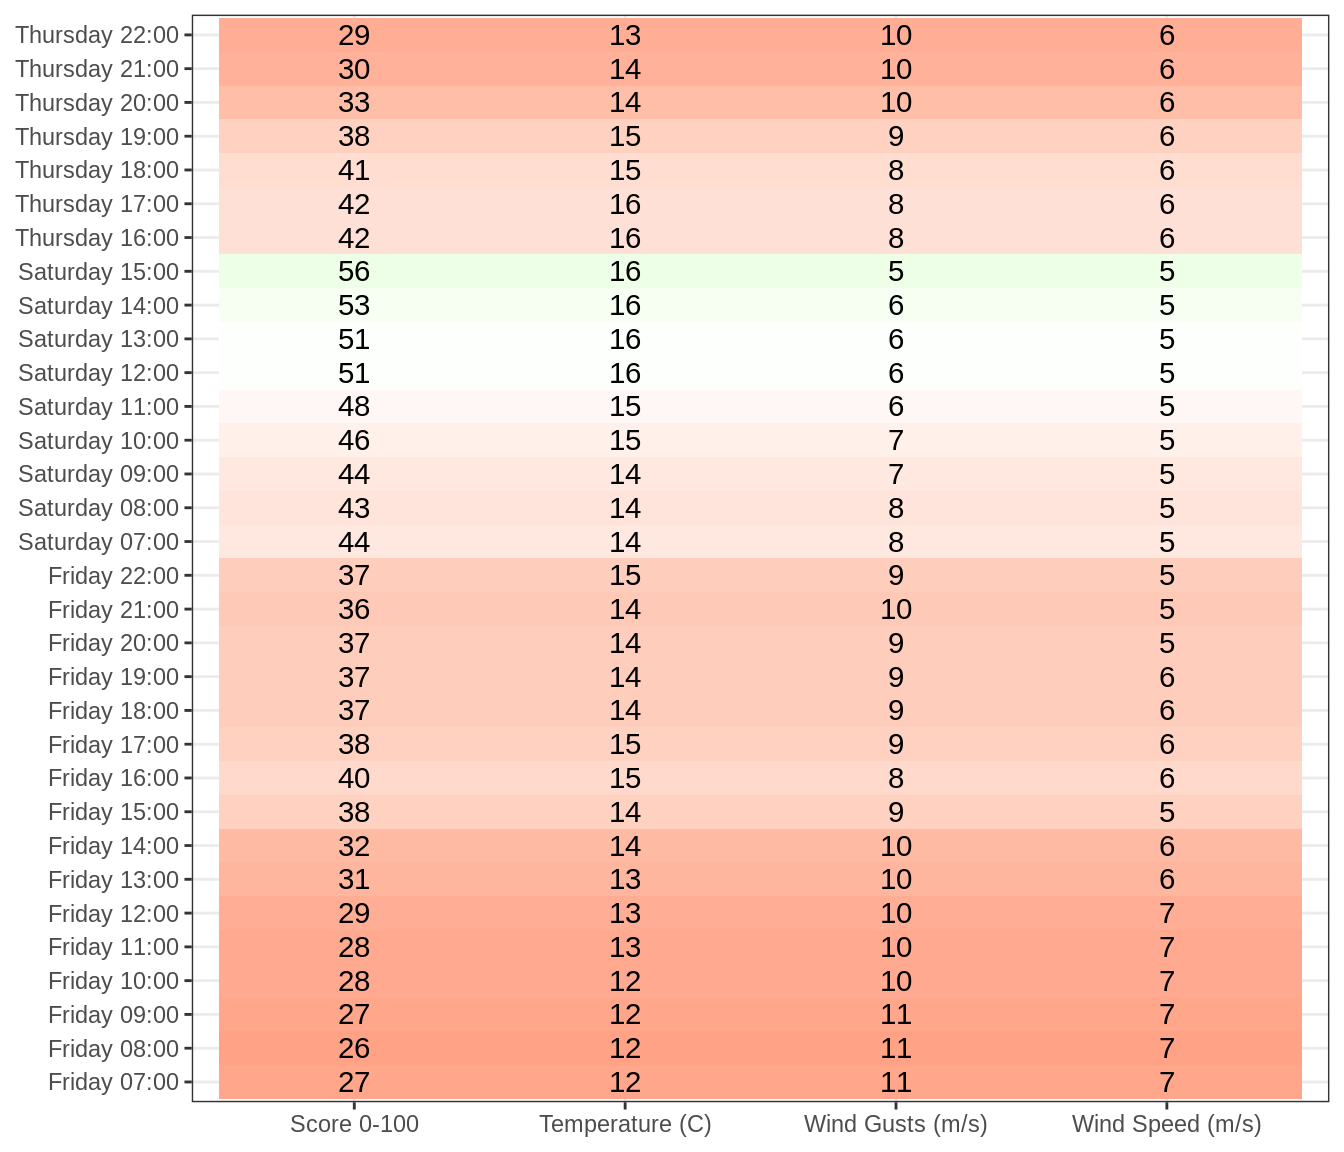 Thursday 22:00 29 13 10 6
Thursday 21:00 30 14 10 6
Thursday 20:00 33 14 10 6
Thursday 19:00 38 15 9 6
Thursday 18:00 41 15 8 6
Thursday 17:00 42 16 8 6
Thursday 16:00 42 16 8 6
Saturday 15:00 56 16 5 5
Saturday 14:00 53 16 6 5
Saturday 13:00 51 16 6 5
Saturday 12:00 51 16 6 5
Saturday 11:00 48 15 6 5
Saturday 10:00 46 15 7 5
Saturday 09:00 44 14 7 5
Saturday 08:00 43 14 8 5
Saturday 07:00 44 14 8 5
Friday 22:00 37 15 9 5
Friday 21:00 36 14 10 5
Friday 20:00 37 14 9 5
Friday 19:00 37 14 9 6
Friday 18:00 37 14 9 6
Friday 17:00 38 15 9 6
Friday 16:00 40 15 8 6
Friday 15:00 38 14 9 5
Friday 14:00 32 14 10 6
Friday 13:00 31 13 10 6
Friday 12:00 29 13 10 7
Friday 11:00 28 13 10 7
Friday 10:00 28 12 10 7
Friday 09:00 27 12 11 7
Friday 08:00 26 12 11 7
Friday 07:00 27 12 11 7
Score 0-100 Temperature (C) Wind Gusts (m/s) Wind Speed (m/s)